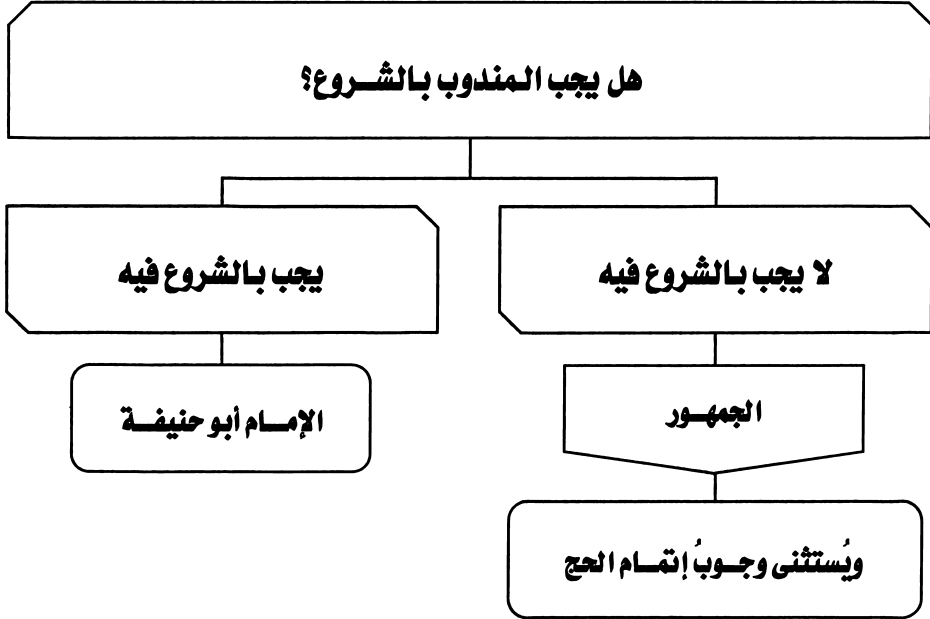 هل يجب المندوب بالشروع؟
لا يجب بالشروع فيه
يجب بالشروع فيه
الجمهور
الإمام أبو حنيفة
ويُستثنى وجوبُ إتمام الحج